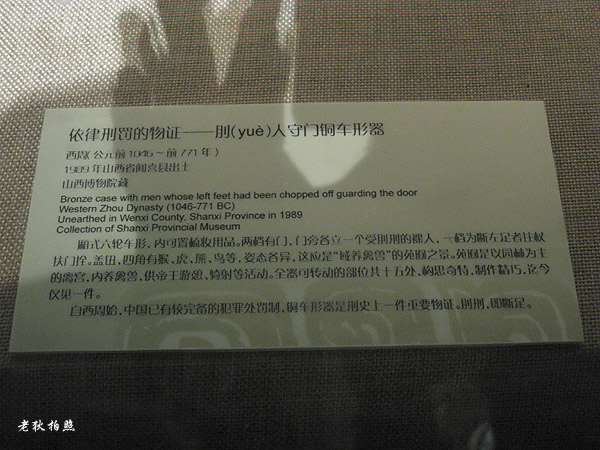 依律刑罚的物证——刖(yuè)人守门铜车形器
西周(公元前1046～前771年)
1989年山西省闻喜县出土
山西博物院藏
Bronze case with men whose left feet had been chopped off guarding the door
Western Zhou Dynasty (1046-771 BC)
Unearthed in Wenxi County, Shanxi Province in 1989
Collection of Shanxi Provincial Museum
厢式六轮车形，内可置梳妆用品。两档有门，门旁各立一个受刖刑的裸人，一档为断左足者拄杖
扶门拴。盖面，四角有猴、虎、熊、鸟等，姿态各异，这应是“域养禽兽”的苑囿之景。苑囿是以园林为主
的离宫，内养禽兽，供帝王游憩、骑射等活动。全器可转动的部位共十五处，构思奇特，制作精巧，迄今
仅见一件。
自西周始，中国已有较完备的犯罪处罚制，铜车形器是刑史上一件重要物证。刖刑，即断足。
老狄拍照